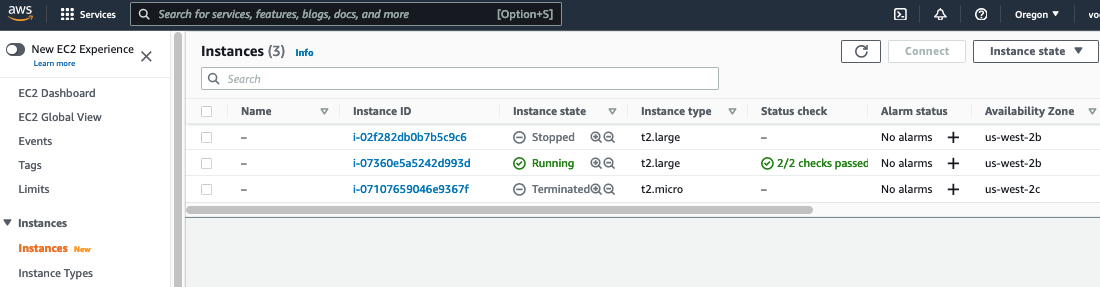 aws
Services
Search for services, features, blogs, docs, and more [Option+S]
Oregon ▼
vo
New EC2 Experience
Learn more
EC2 Dashboard
EC2 Global View
Events
Tags
Limits
Instances
Instances New
Instance Types
Instances (3) Info
Connect
Instance state ▼
Search
Name Instance ID Instance state Instance type Status check Alarm status Availability Zone
– i-02f282db0b7b5c9c6 Stopped t2.large – No alarms + us-west-2b
– i-07360e5a5242d993d Running t2.large 2/2 checks passed No alarms + us-west-2b
– i-07107659046e9367f Terminated t2.micro – No alarms + us-west-2c